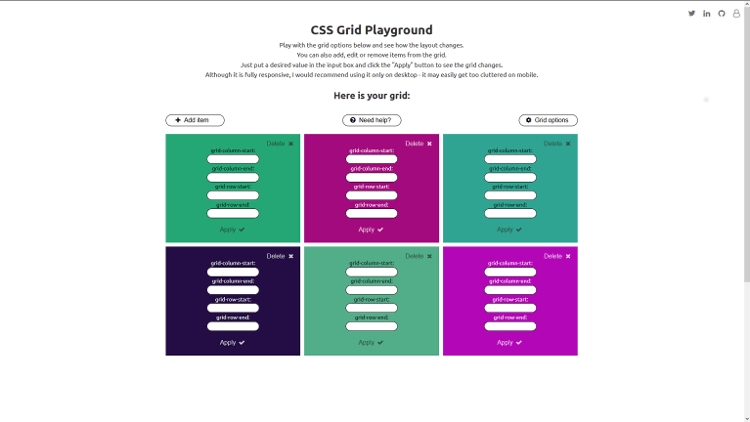 CSS Grid Playground
Play with the grid options below and see how the layout changes.
You can also add, edit or remove items from the grid.
Just put a desired value in the input box and click the "Apply" button to see the grid changes.
Although it is fully responsive, I would recommend using it only on desktop - it may easily get too cluttered on mobile.
Here is your grid:
Add item
Need help?
Grid options
Delete
grid-column-start:
grid-column-end:
grid-row-start:
grid-row-end:
Apply
Delete
grid-column-start:
grid-column-end:
grid-row-start:
grid-row-end:
Apply
Delete
grid-column-start:
grid-column-end:
grid-row-start:
grid-row-end:
Apply
Delete
grid-column-start:
grid-column-end:
grid-row-start:
grid-row-end:
Apply
Delete
grid-column-start:
grid-column-end:
grid-row-start:
grid-row-end:
Apply
Delete
grid-column-start:
grid-column-end:
grid-row-start:
grid-row-end:
Apply